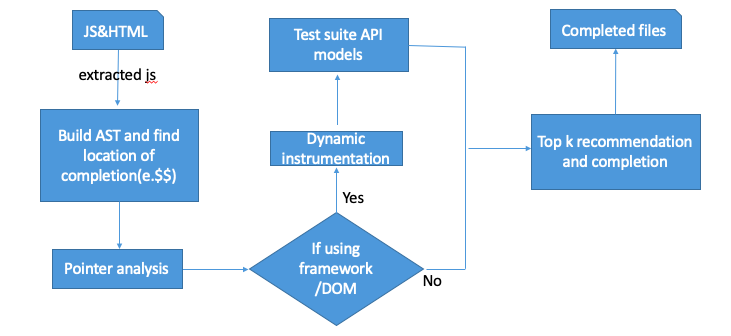 JS&HTML
extracted js
Build AST and find
location of
completion(e.$$)
Pointer analysis
If using
framework
/DOM
Yes
No
Dynamic
instrumentation
Test suite API
models
Top k recommendation
and completion
Completed files